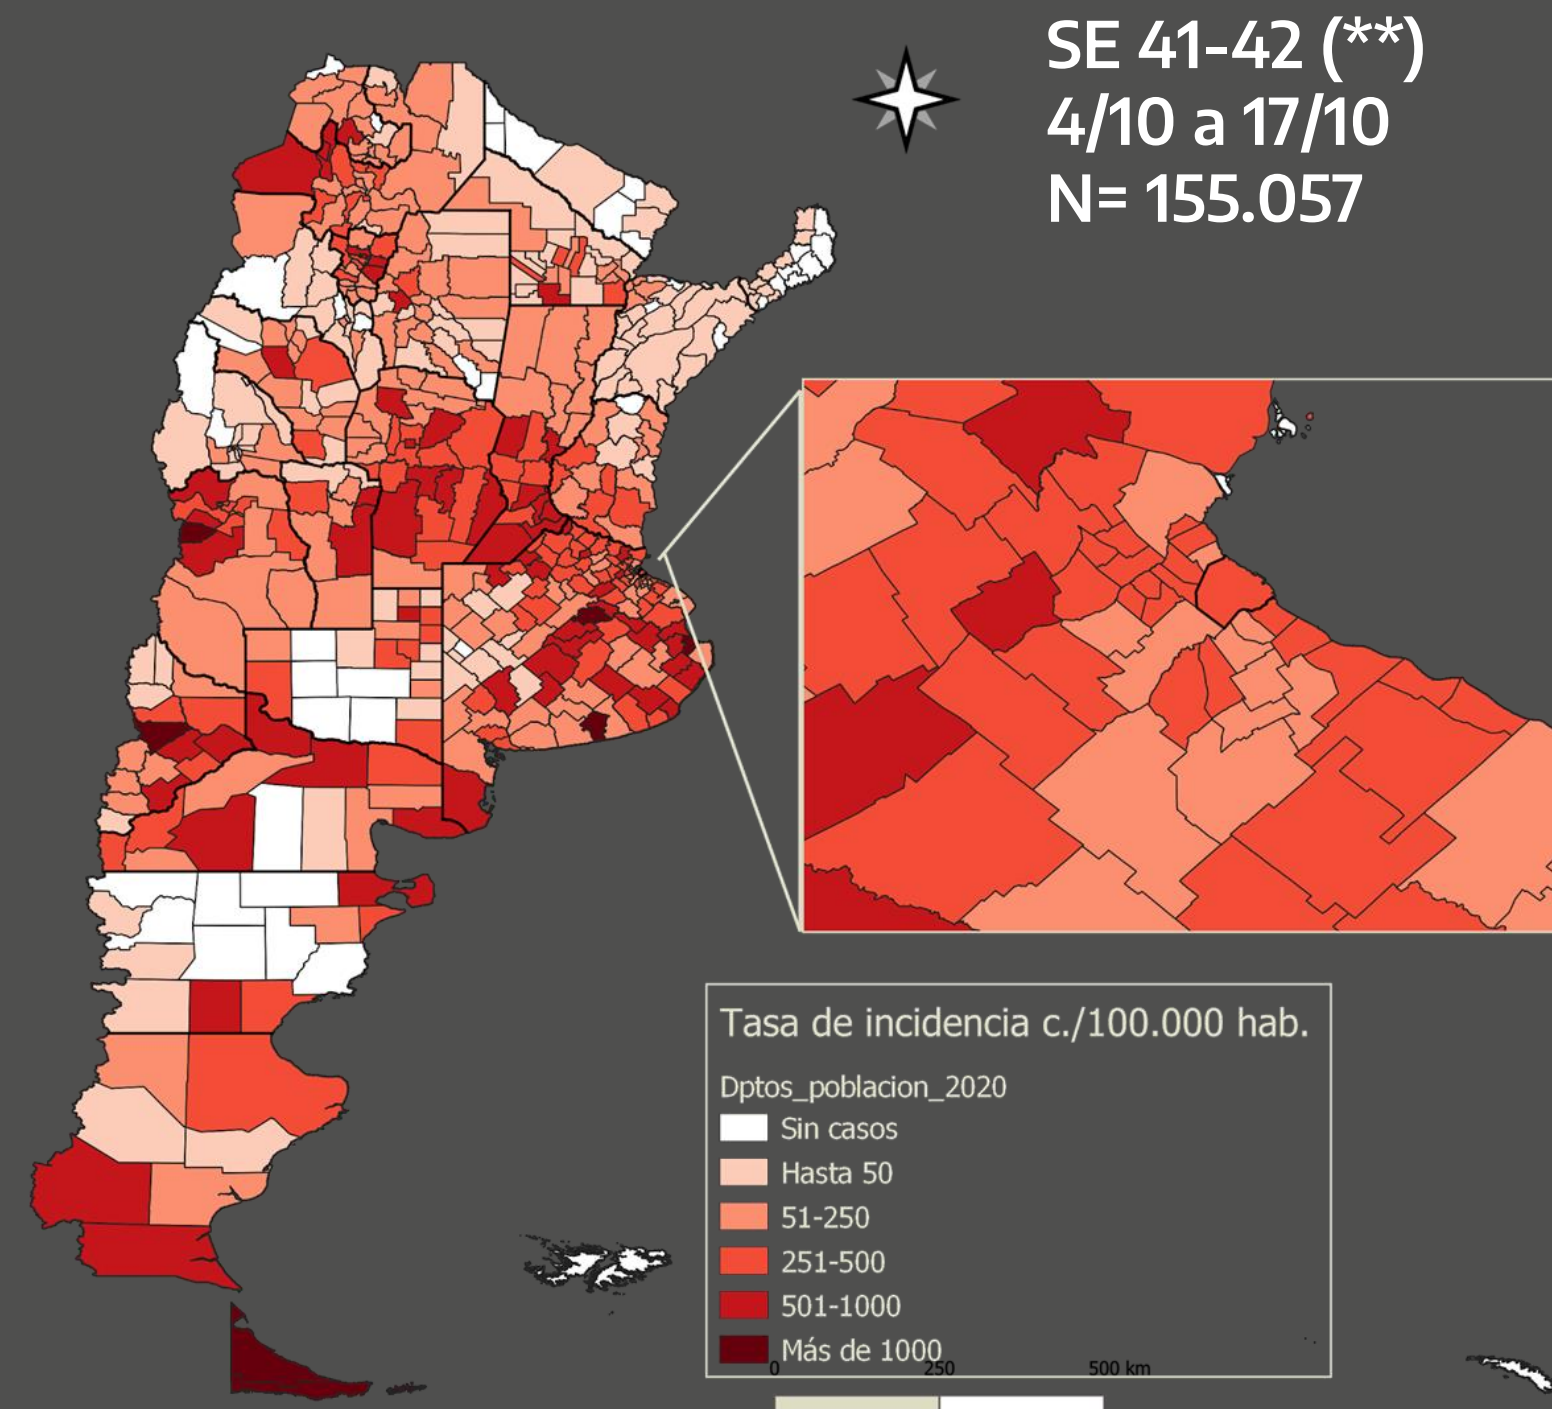 SE 41-42 (**)
4/10 a 17/10
N= 155.057
Tasa de incidencia c./100.000 hab.
Dptos_poblacion_2020
Sin casos
Hasta 50
51-250
251-500
501-1000
Más de 1000
0 250 500 km